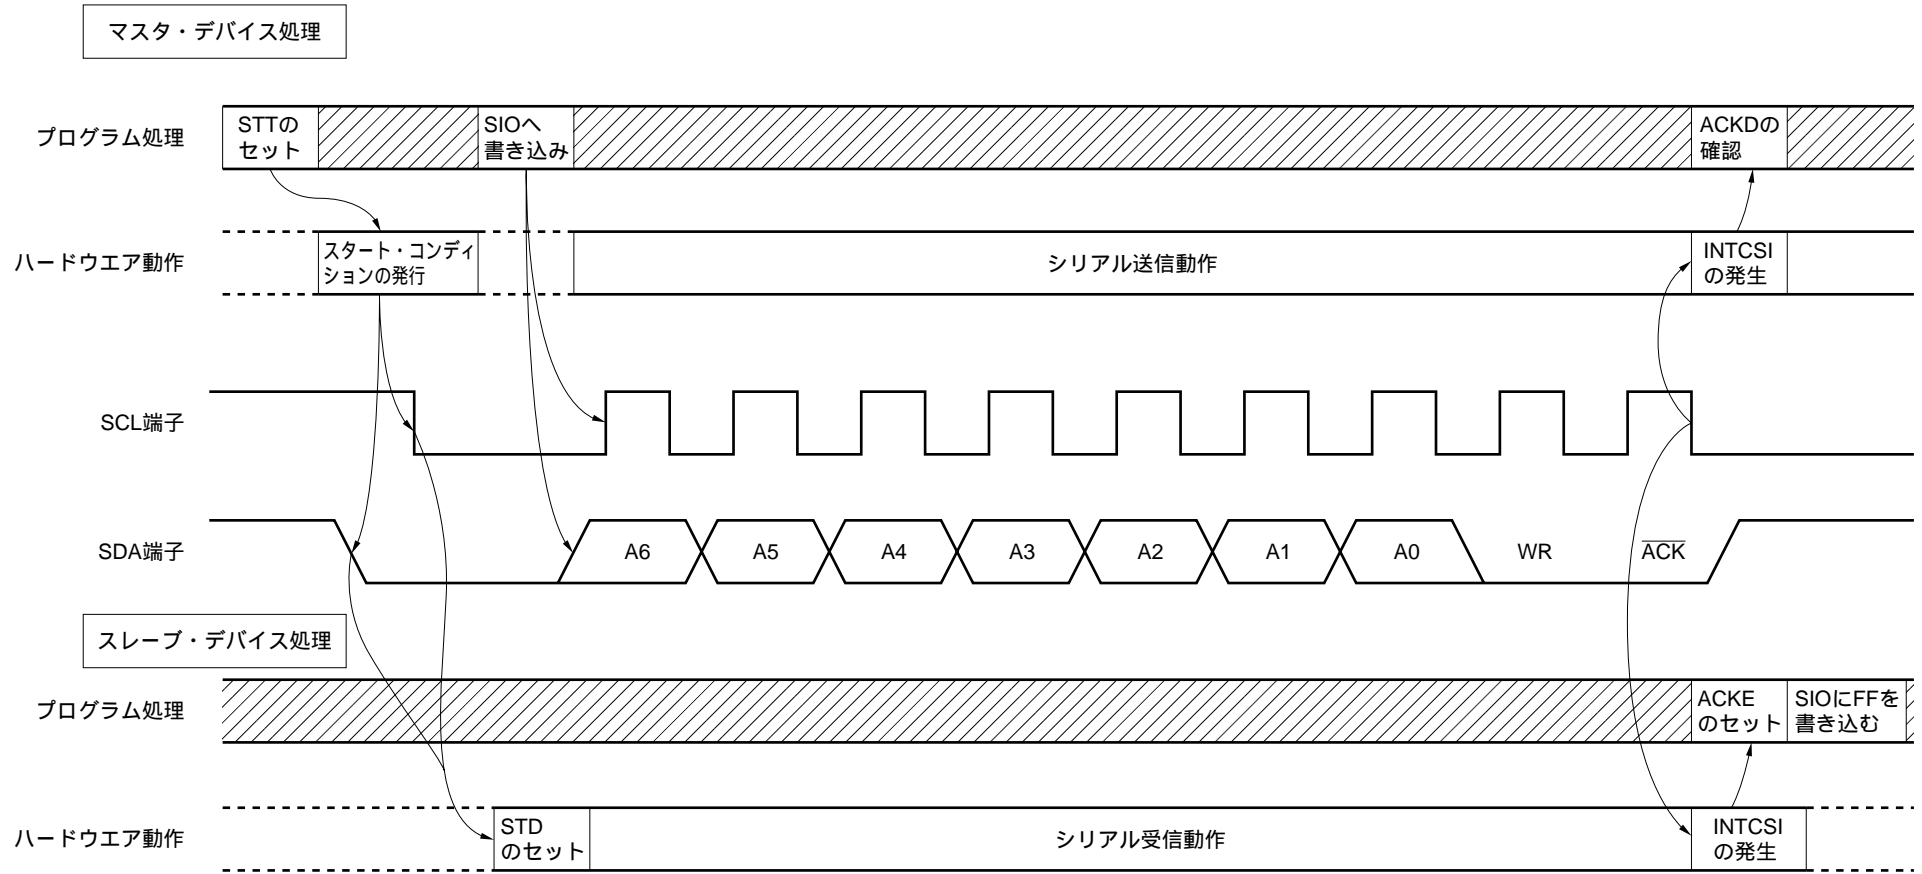 マスタ・デバイス処理
プログラム処理
STTの
セット
SIOへ
書き込み
ACKDの
確認
ハードウエア動作
スタート・コンディ
ションの発行
シリアル送信動作
INTCSI
の発生
SCL端子
SDA端子
A6
A5
A4
A3
A2
A1
A0
WR
A̅C̅K̅
スレーブ・デバイス処理
プログラム処理
ACKE
のセット
SIOにFFを
書き込む
ハードウエア動作
STD
のセット
シリアル受信動作
INTCSI
の発生